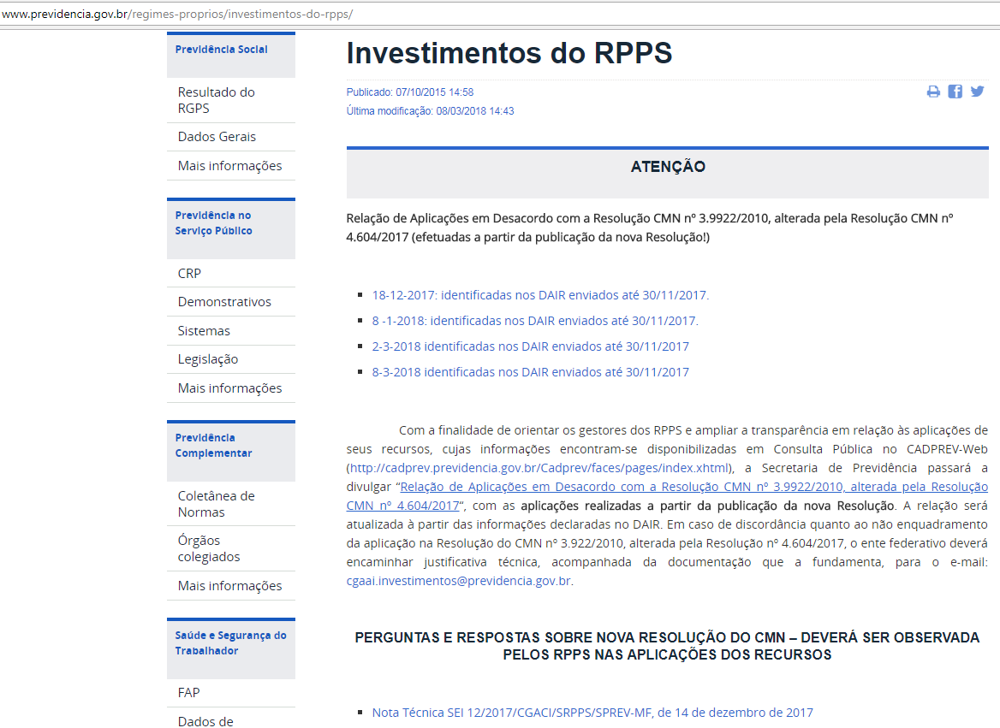 www.previdencia.gov.br/regimes-proprios/investimentos-do-rpps/
Previdência Social
Resultado do
RGPS
Dados Gerais
Mais informações
Previdência no
Serviço Público
CRP
Demonstrativos
Sistemas
Legislação
Mais informações
Previdência
Complementar
Coletânea de
Normas
Órgãos
colegiados
Mais informações
Saúde e Segurança do
Trabalhador
FAP
Dados de
Investimentos do RPPS
Publicado: 07/10/2015 14:58
Última modificação: 08/03/2018 14:43
ATENÇÃO
Relação de Aplicações em Desacordo com a Resolução CMN nº 3.9922/2010, alterada pela Resolução CMN nº
4.604/2017 (efetuadas a partir da publicação da nova Resolução!)
18-12-2017: identificadas nos DAIR enviados até 30/11/2017.
8 -1-2018: identificadas nos DAIR enviados até 30/11/2017.
2-3-2018 identificadas nos DAIR enviados até 30/11/2017
8-3-2018 identificadas nos DAIR enviados até 30/11/2017
Com a finalidade de orientar os gestores dos RPPS e ampliar a transparência em relação às aplicações de
seus recursos, cujas informações encontram-se disponibilizadas em Consulta Pública no CADPREV-Web
(http://cadprev.previdencia.gov.br/Cadprev/faces/pages/index.xhtml), a Secretaria de Previdência passará a
divulgar “Relação de Aplicações em Desacordo com a Resolução CMN nº 3.9922/2010, alterada pela Resolução
CMN nº 4.604/2017“, com as aplicações realizadas a partir da publicação da nova Resolução. A relação será
atualizada à partir das informações declaradas no DAIR. Em caso de discordância quanto ao não enquadramento
da aplicação na Resolução do CMN nº 3.922/2010, alterada pela Resolução nº 4.604/2017, o ente federativo deverá
encaminhar justificativa técnica, acompanhada da documentação que a fundamenta, para o e-mail:
cgaai.investimentos@previdencia.gov.br.
PERGUNTAS E RESPOSTAS SOBRE NOVA RESOLUÇÃO DO CMN – DEVERÁ SER OBSERVADA
PELOS RPPS NAS APLICAÇÕES DOS RECURSOS
Nota Técnica SEI 12/2017/CGACI/SRPPS/SPREV-MF, de 14 de dezembro de 2017